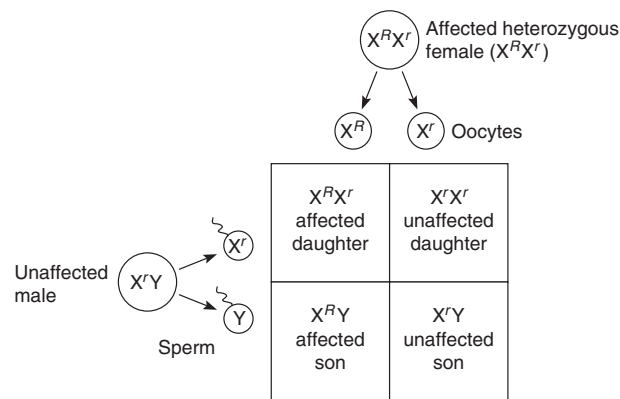 X^R X^r
Affected heterozygous
female (X^R X^r)
X^R
X^r
Oocytes
X^R X^r
affected
daughter
X^r X^r
unaffected
daughter
Unaffected
male
X^r Y
X^r
Y
Sperm
X^R Y
affected
son
X^r Y
unaffected
son